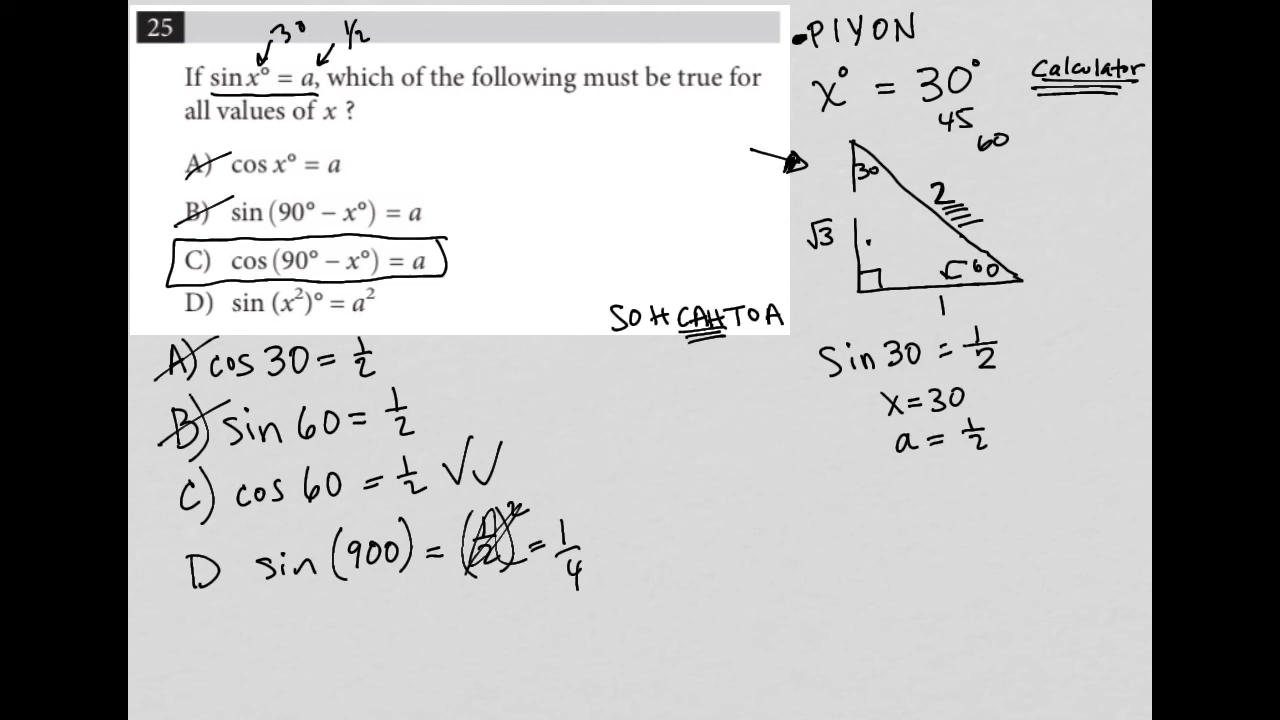 25
30 1/2
If sin x° = a, which of the following must be true for
all values of x ?
A) cos x° = a
B) sin (90° − x°) = a
C) cos (90° − x°) = a
D) sin (x²)° = a²
SOHCAHTOA
A) cos 30 = 1/2
B) sin 60 = 1/2
C) cos 60 = 1/2 √√
D sin (900) = (1/2)² = 1/4
•PIYON
x° = 30°
45
60
Calculator
30
2
√3
60
1
sin 30 = 1/2
x = 30
a = 1/2